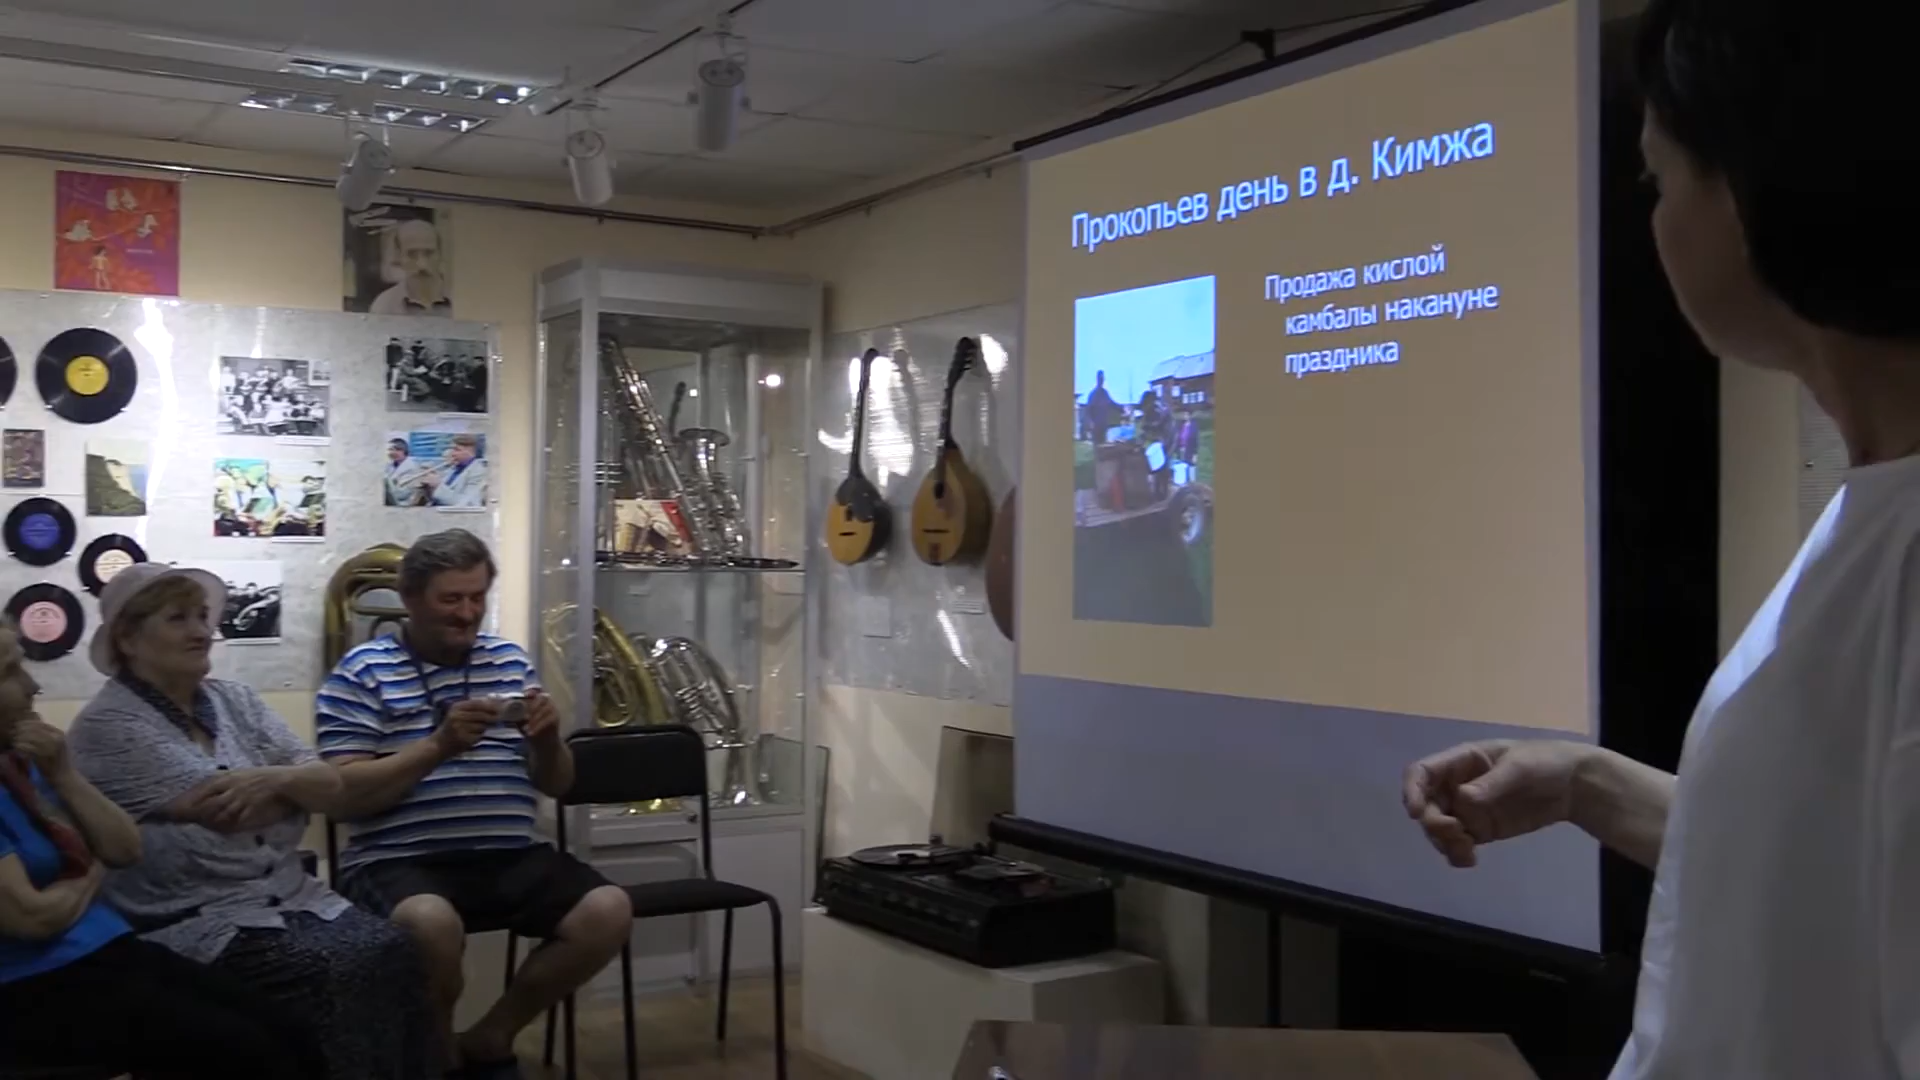 Прокопьев день в д. Кимжа
Продажа кислой
камбалы накануне
праздника